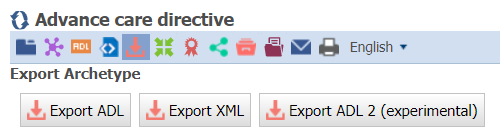 Advance care directive
ADL English
Export Archetype
Export ADL Export XML Export ADL 2 (experimental)